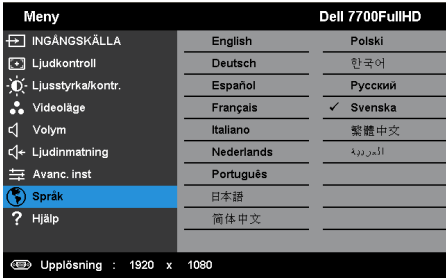 Meny Dell 7700FullHD
INGÅNGSKÄLLA English Polski
Ljudkontroll Deutsch 한국어
Ljusstyrka/kontr. Español Русский
Videoläge Français ✓ Svenska
Volym Italiano 繁體中文
Ljudinmatning Nederlands العربية
Avanc. inst Português
Språk 日本語
Hjälp 简体中文
Upplösning : 1920 x 1080